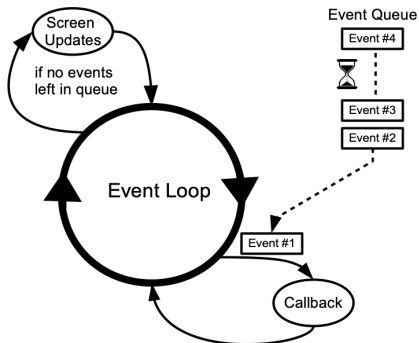 Screen
Updates
if no events
left in queue
Event Loop
Event Queue
Event #4
Event #3
Event #2
Event #1
Callback